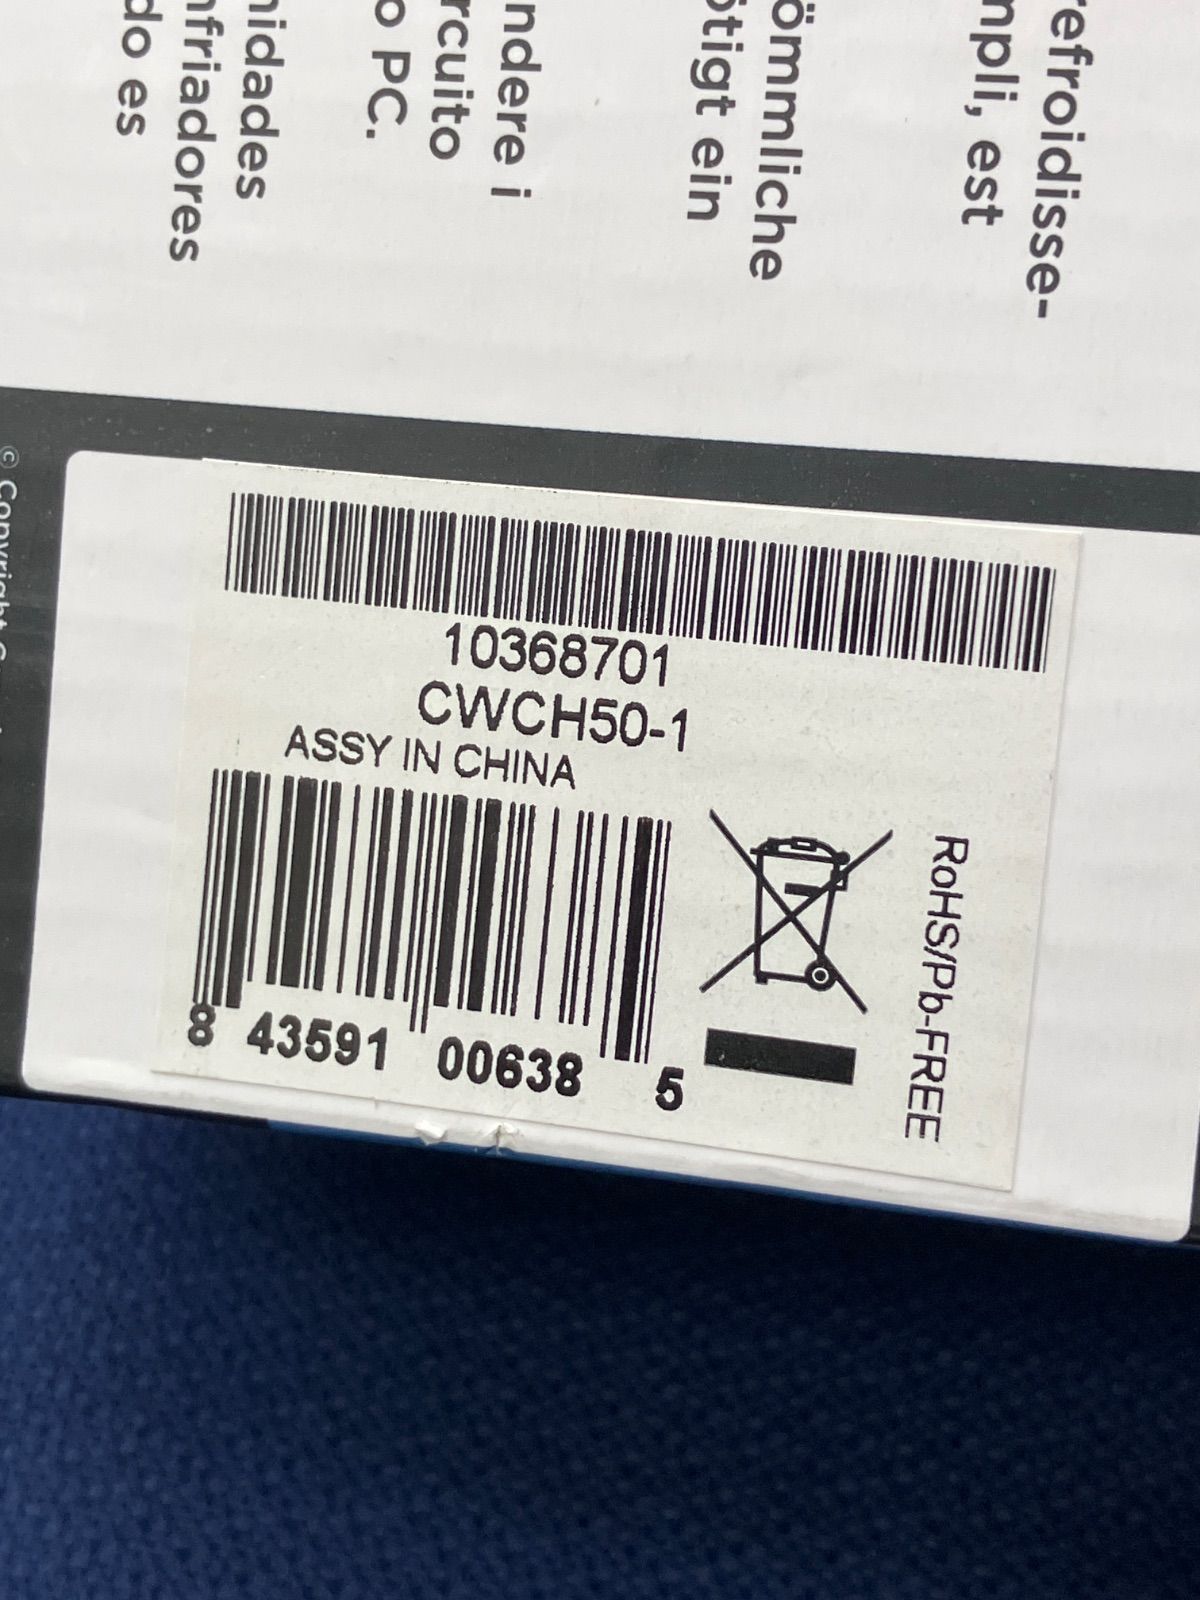 refroidisse-
mpli, est
ömmliche
ötigt ein
ndere i
rcuito
o PC.
nidades
nfriadores
do es
© Copyright
10368701
CWCH50-1
ASSY IN CHINA
8 43591 00638 5
RoHS/Pb-FREE